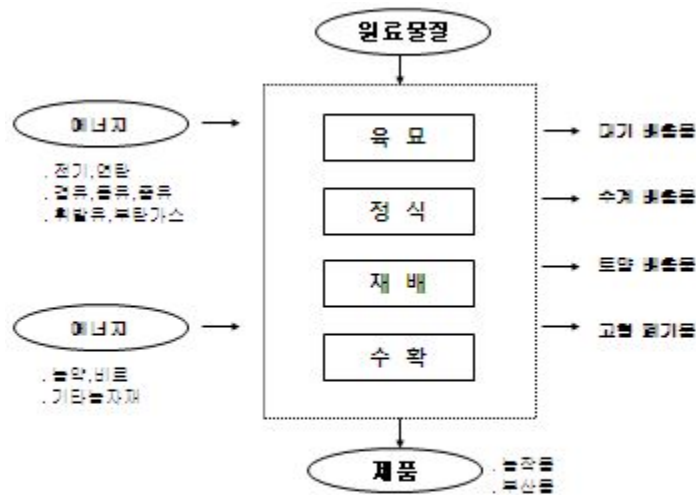 원료물질
에너지
. 전기,연탄
. 경유,등유,중유
. 휘발유,부탄가스
에너지
. 농약,비료
. 기타농자재
육 묘
정 식
재 배
수 확
대기 배출물
수계 배출물
토양 배출물
고형 폐기물
제품
. 농작물
. 부산물